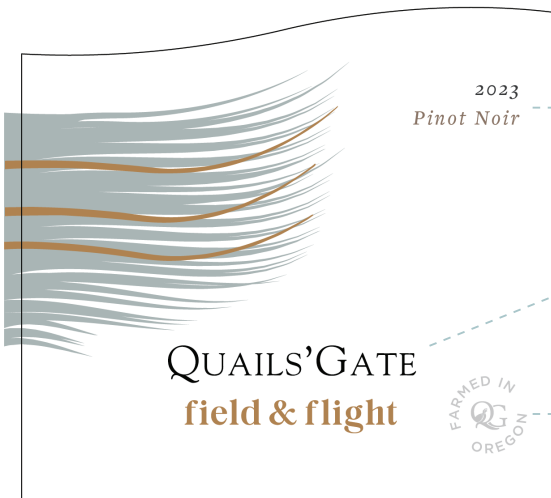 2023
Pinot Noir
QUAILS'GATE
field & flight
FARMED IN
QG
OREGON